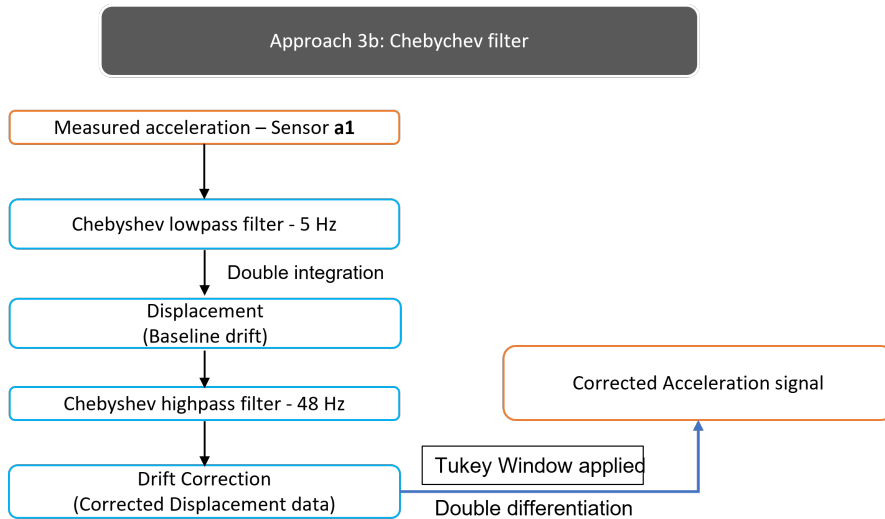 Approach 3b: Chebychev filter
Measured acceleration – Sensor a1
Chebyshev lowpass filter - 5 Hz
Double integration
Displacement
(Baseline drift)
Chebyshev highpass filter - 48 Hz
Drift Correction
(Corrected Displacement data)
Tukey Window applied
Double differentiation
Corrected Acceleration signal